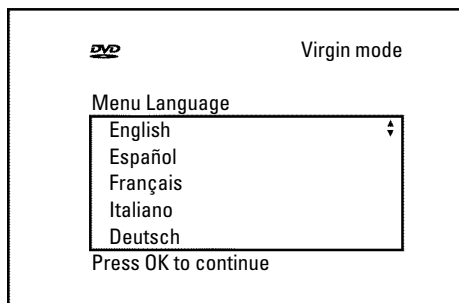 DVD
Virgin mode
Menu Language
English
Español
Français
Italiano
Deutsch
Press OK to continue